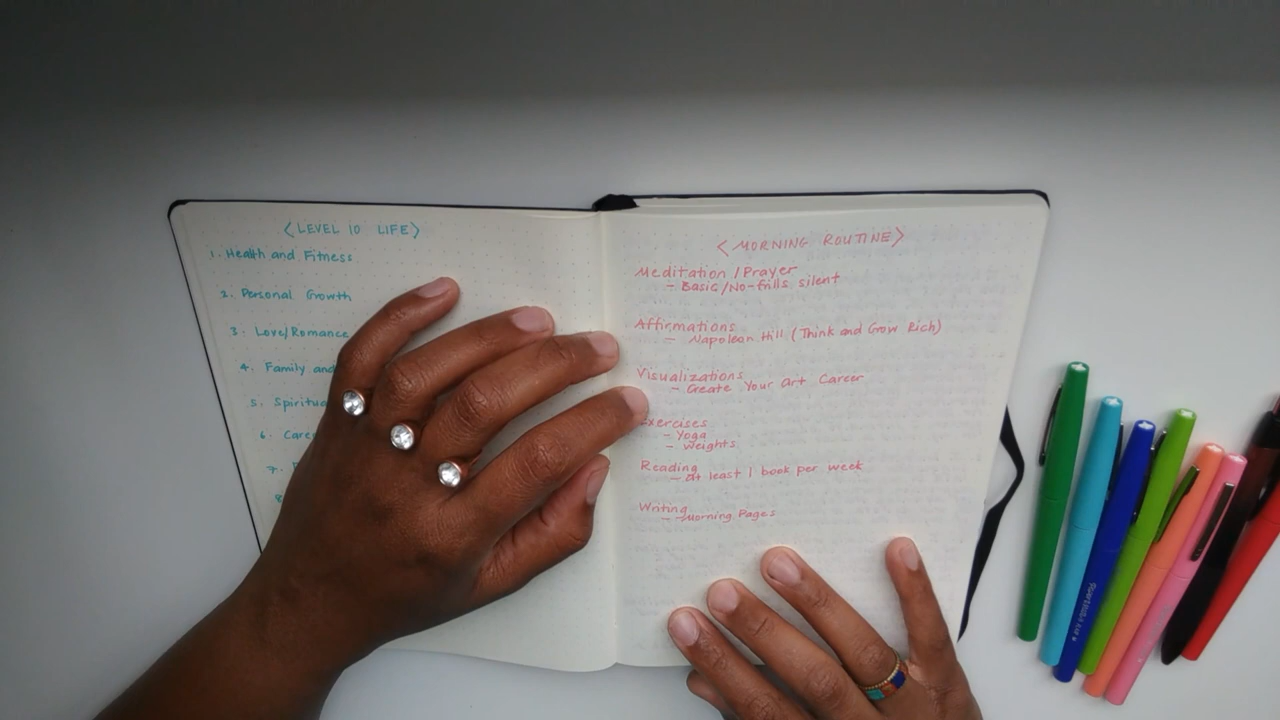 <LEVEL 10 LIFE>
1. Health and Fitness
2. Personal Growth
3. Love/Romance
4. Family and
5.
6.
7.
8
<MORNING ROUTINE>
Meditation/Prayer
- Basic/No-frills silent
Affirmations
- Napoleon Hill (Think and Grow Rich)
Visualizations
- Create Your Art Career
Exercises
- Yoga
- Weights
Reading
- at least 1 book per week
Writing
- Morning Pages